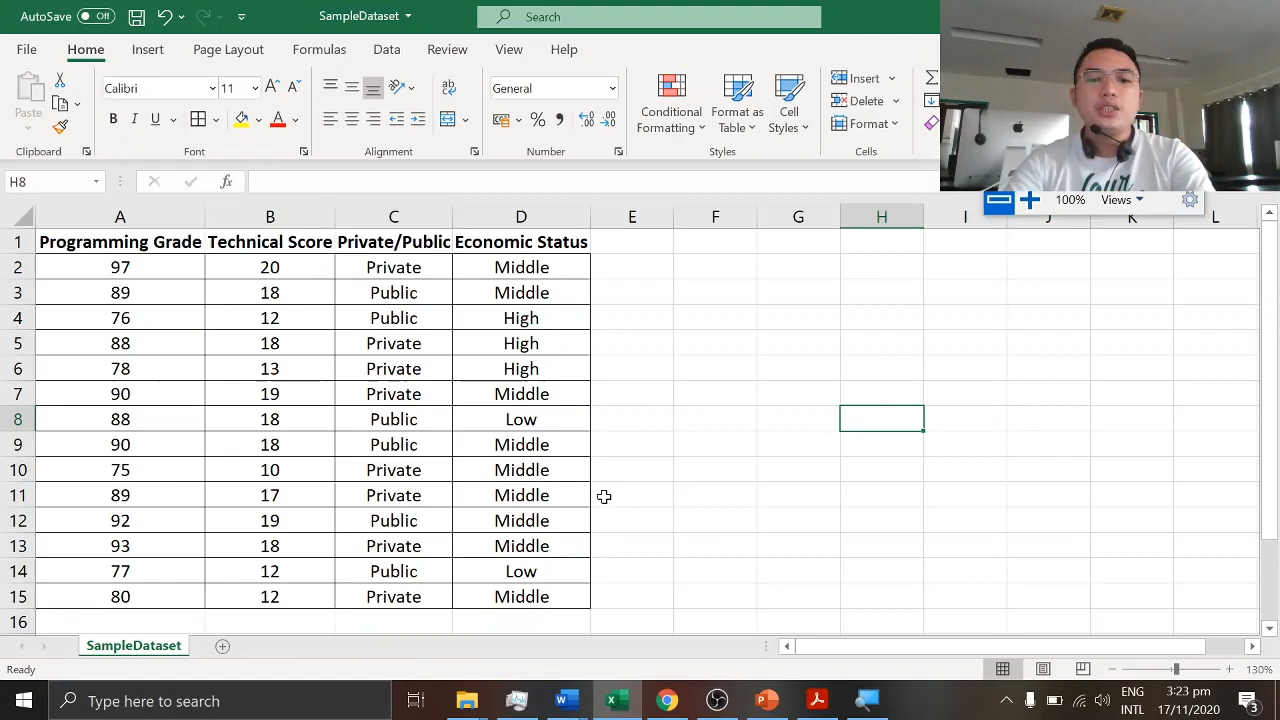 AutoSave Off SampleDataset Search
File Home Insert Page Layout Formulas Data Review View Help
Paste
Calibri 11
B I U
General
Conditional Formatting
Format as Table
Cell Styles
Insert
Delete
Format
Clipboard Font Alignment Number Styles Cells
H8 fx
100% Views
A B C D E F G H I J K L
1 Programming Grade Technical Score Private/Public Economic Status
2 97 20 Private Middle
3 89 18 Public Middle
4 76 12 Public High
5 88 18 Private High
6 78 13 Private High
7 90 19 Private Middle
8 88 18 Public Low
9 90 18 Public Middle
10 75 10 Private Middle
11 89 17 Private Middle
12 92 19 Public Middle
13 93 18 Private Middle
14 77 12 Public Low
15 80 12 Private Middle
16
SampleDataset
Ready 130%
Type here to search
ENG 3:23 pm
INTL 17/11/2020 3